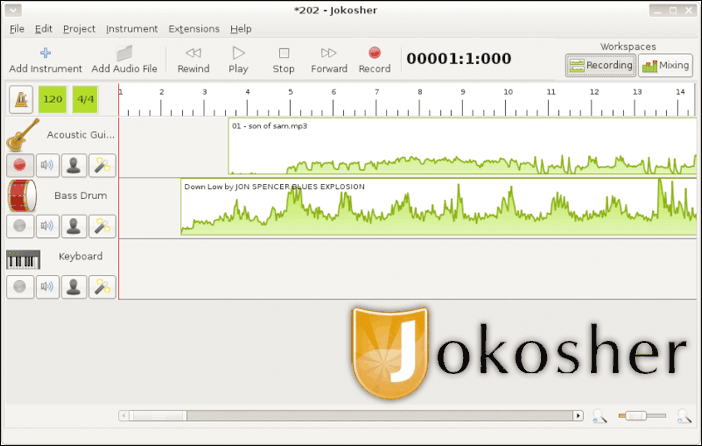 *202 - Jokosher
File Edit Project Instrument Extensions Help
Add Instrument Add Audio File Rewind Play Stop Forward Record 00001:1:000
Workspaces
Recording Mixing
120 4/4
1 2 3 4 5 6 7 8 9 10 11 12 13 14
Acoustic Gui...
01 - son of sam.mp3
Bass Drum
Down Low by JON SPENCER BLUES EXPLOSION
Keyboard
Jokosher